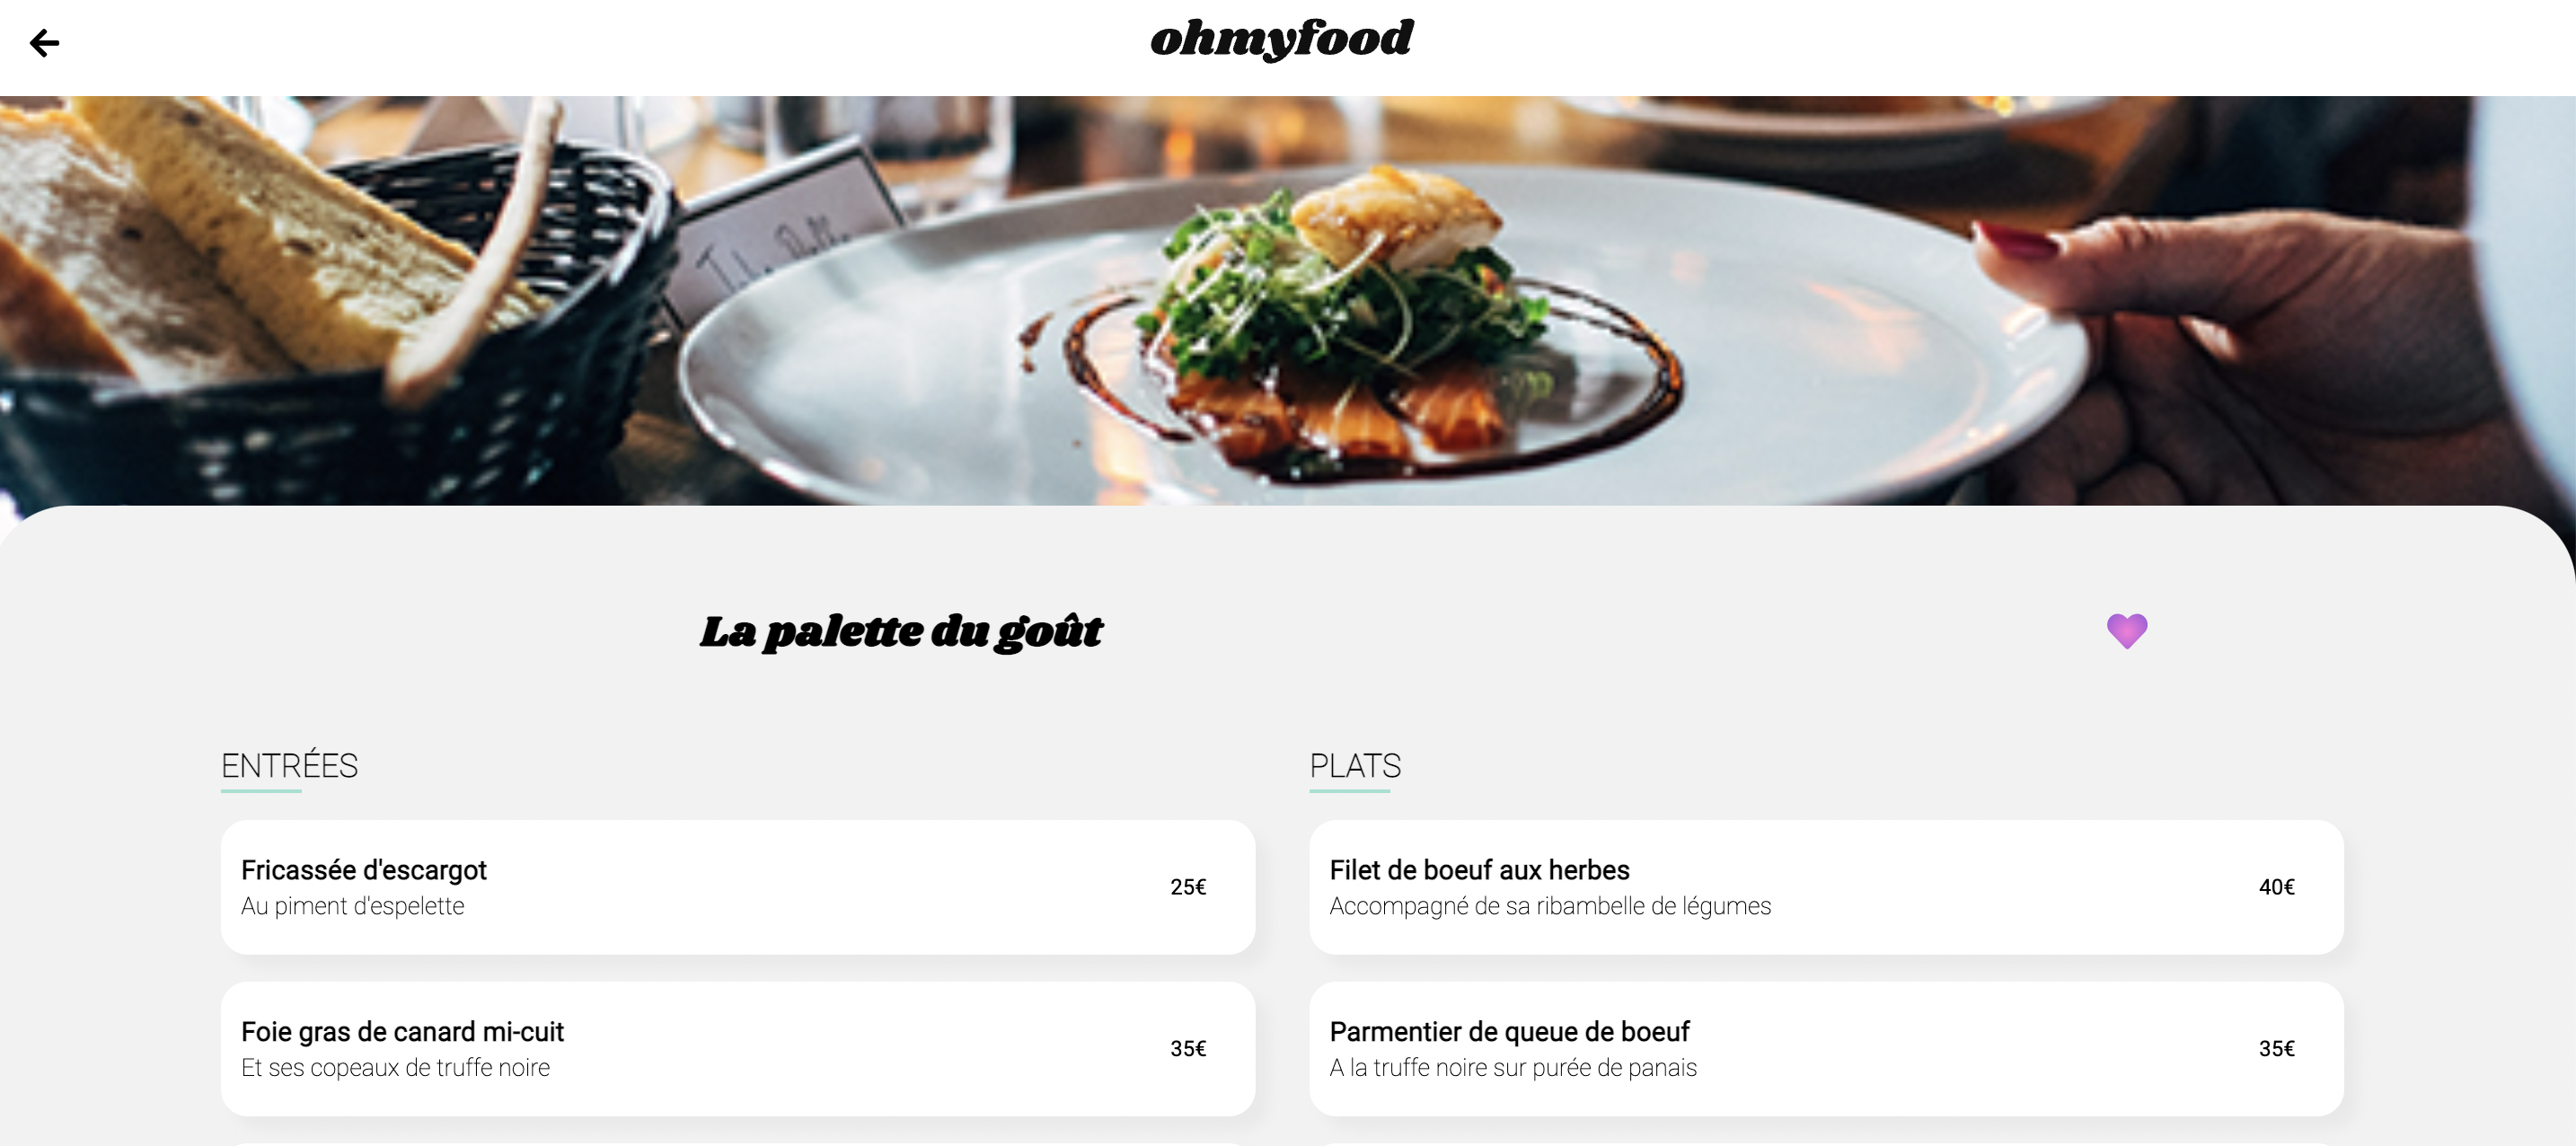 ohmyfood
La palette du goût
ENTRÉES
Fricassée d'escargot
Au piment d'espelette
25€
Foie gras de canard mi-cuit
Et ses copeaux de truffe noire
35€
PLATS
Filet de boeuf aux herbes
Accompagné de sa ribambelle de légumes
40€
Parmentier de queue de boeuf
A la truffe noire sur purée de panais
35€